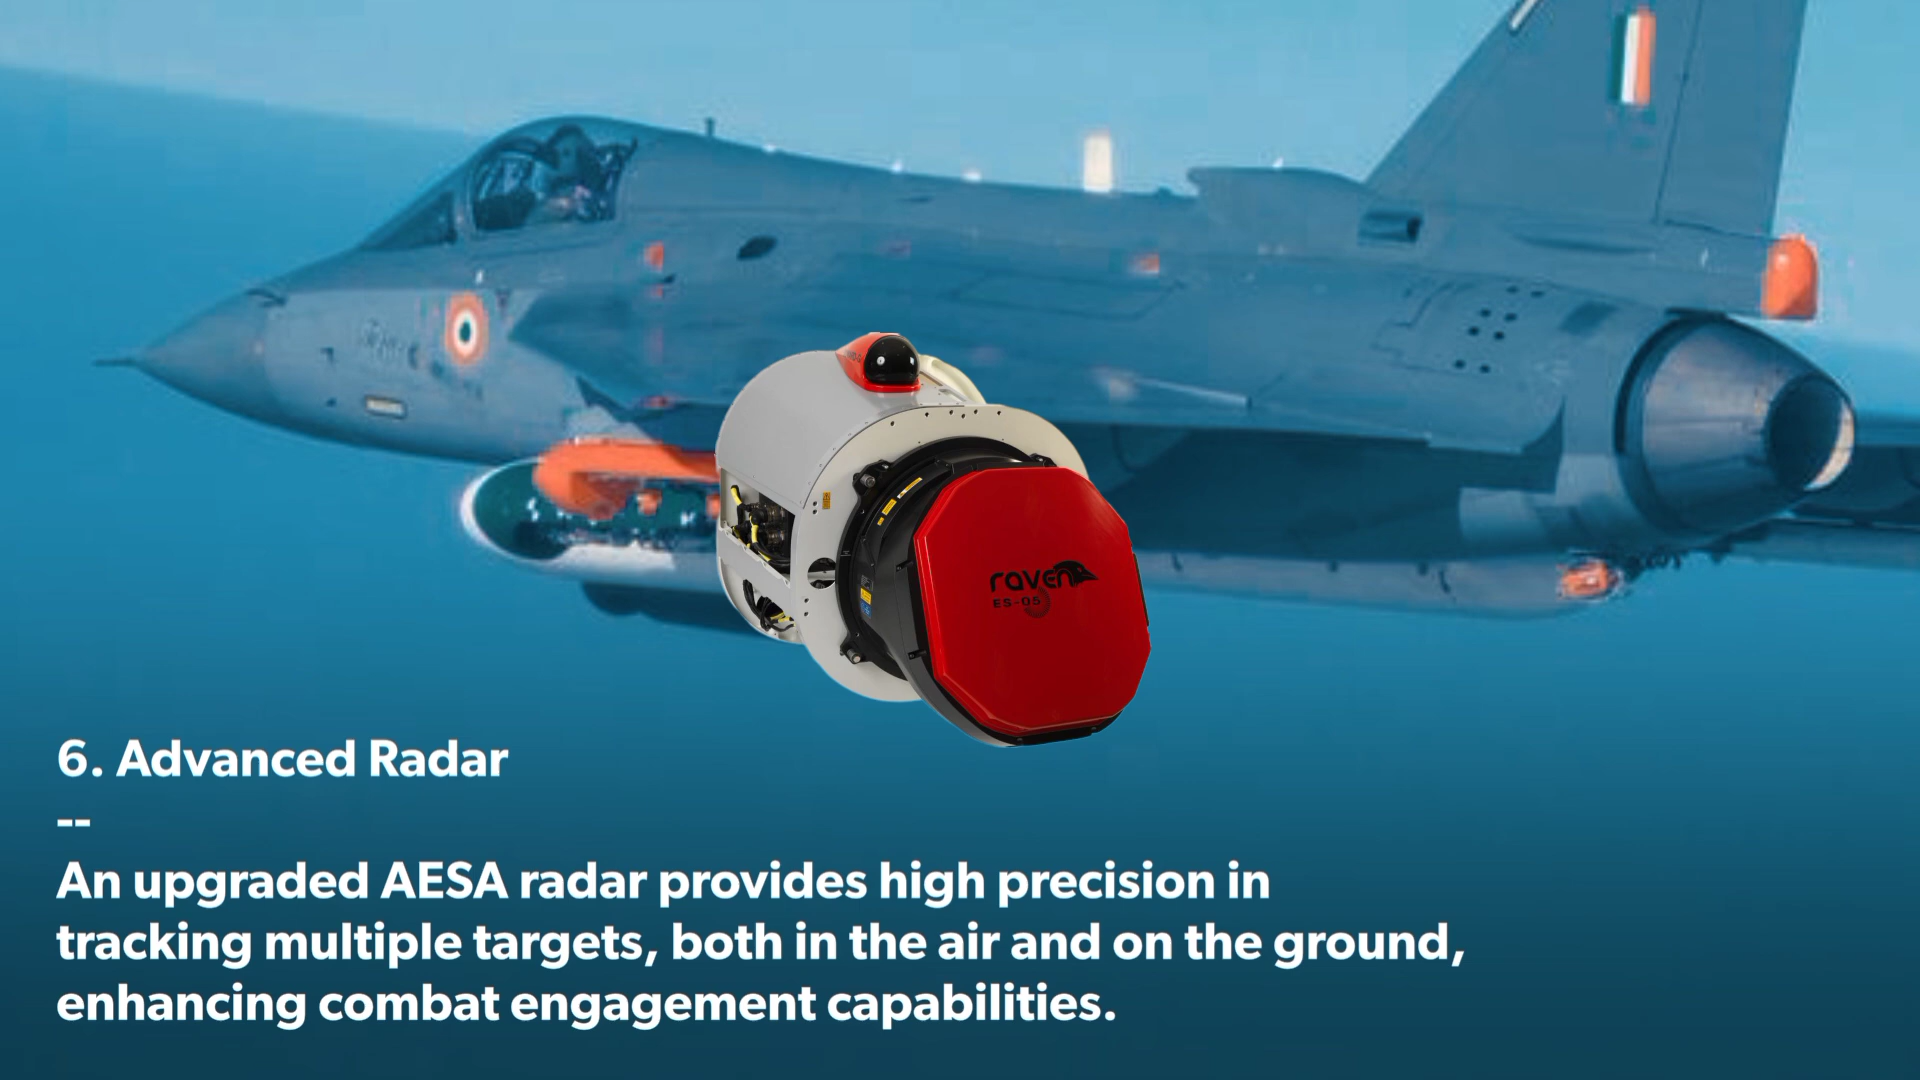 raven
ES-05
6. Advanced Radar
--
An upgraded AESA radar provides high precision in
tracking multiple targets, both in the air and on the ground,
enhancing combat engagement capabilities.